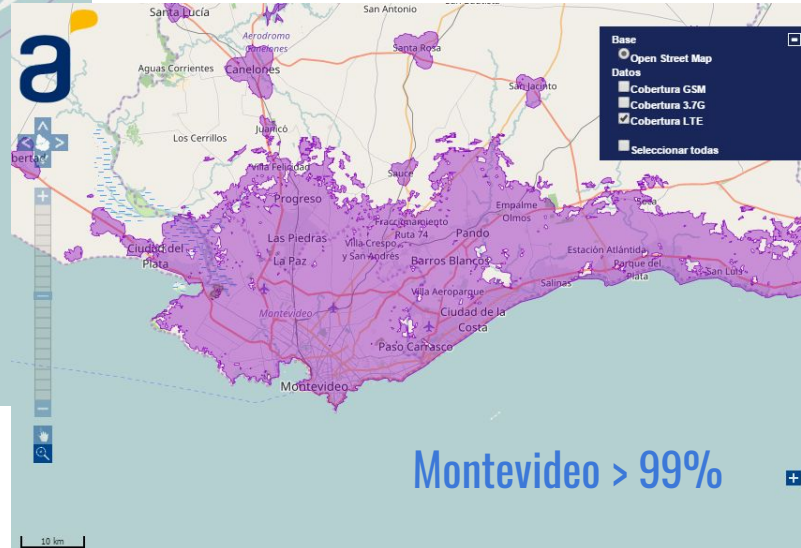 Santa Lucía
San Antonio
Aerodromo
Canelones
Santa Rosa
Aguas Corrientes
Canelones
San Jacinto
Juanicó
Los Cerrillos
Villa Felicidad
Sauce
Progreso
Empalme
Olmos
Fraccionamiento
Ruta 74
Las Piedras
Villa Crespo
y San Andrés
Pando
Ciudad del
Plata
La Paz
Barros Blancos
Estación Atlántida
Parque del
Plata
San Luis
Salinas
Villa Aeroparque
Montevideo
Ciudad de la
Costa
Paso Carrasco
Montevideo
Base
Open Street Map
Datos
Cobertura GSM
Cobertura 3.7G
Cobertura LTE
Seleccionar todas
Montevideo > 99%
10 km
a